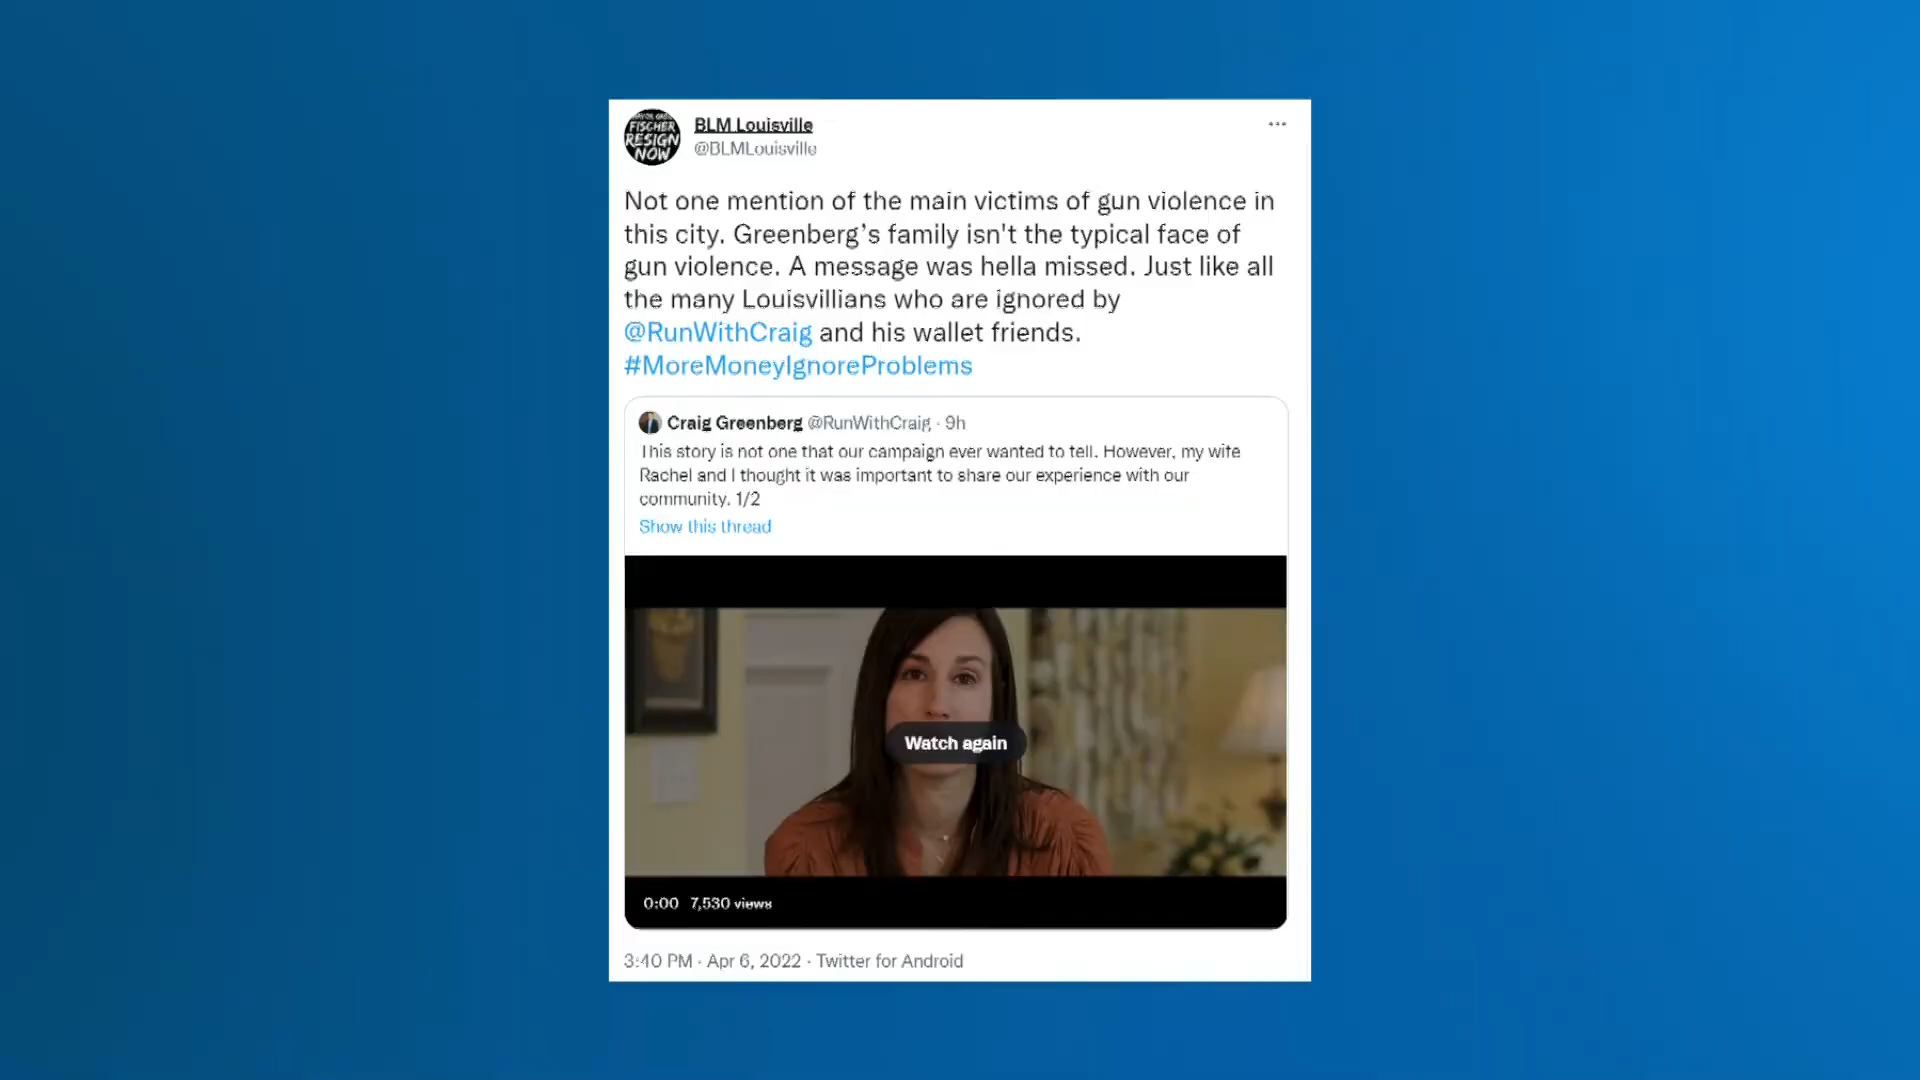 FISCHER
RESIGN
NOW
BLM Louisville
@BLMLouisville
Not one mention of the main victims of gun violence in
this city. Greenberg’s family isn't the typical face of
gun violence. A message was hella missed. Just like all
the many Louisvillians who are ignored by
@RunWithCraig and his wallet friends.
#MoreMoneyIgnoreProblems
Craig Greenberg @RunWithCraig · 9h
This story is not one that our campaign ever wanted to tell. However, my wife
Rachel and I thought it was important to share our experience with our
community. 1/2
Show this thread
Watch again
0:00 7,530 views
3:40 PM · Apr 6, 2022 · Twitter for Android